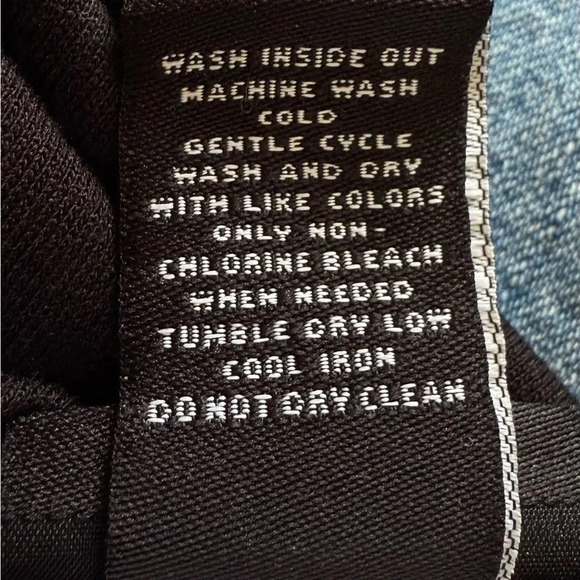 WASH INSIDE OUT
MACHINE WASH
COLD
GENTLE CYCLE
WASH AND DRY
WITH LIKE COLORS
ONLY NON-
CHLORINE BLEACH
WHEN NEEDED
TUMBLE DRY LOW
COOL IRON
DO NOT DRY CLEAN